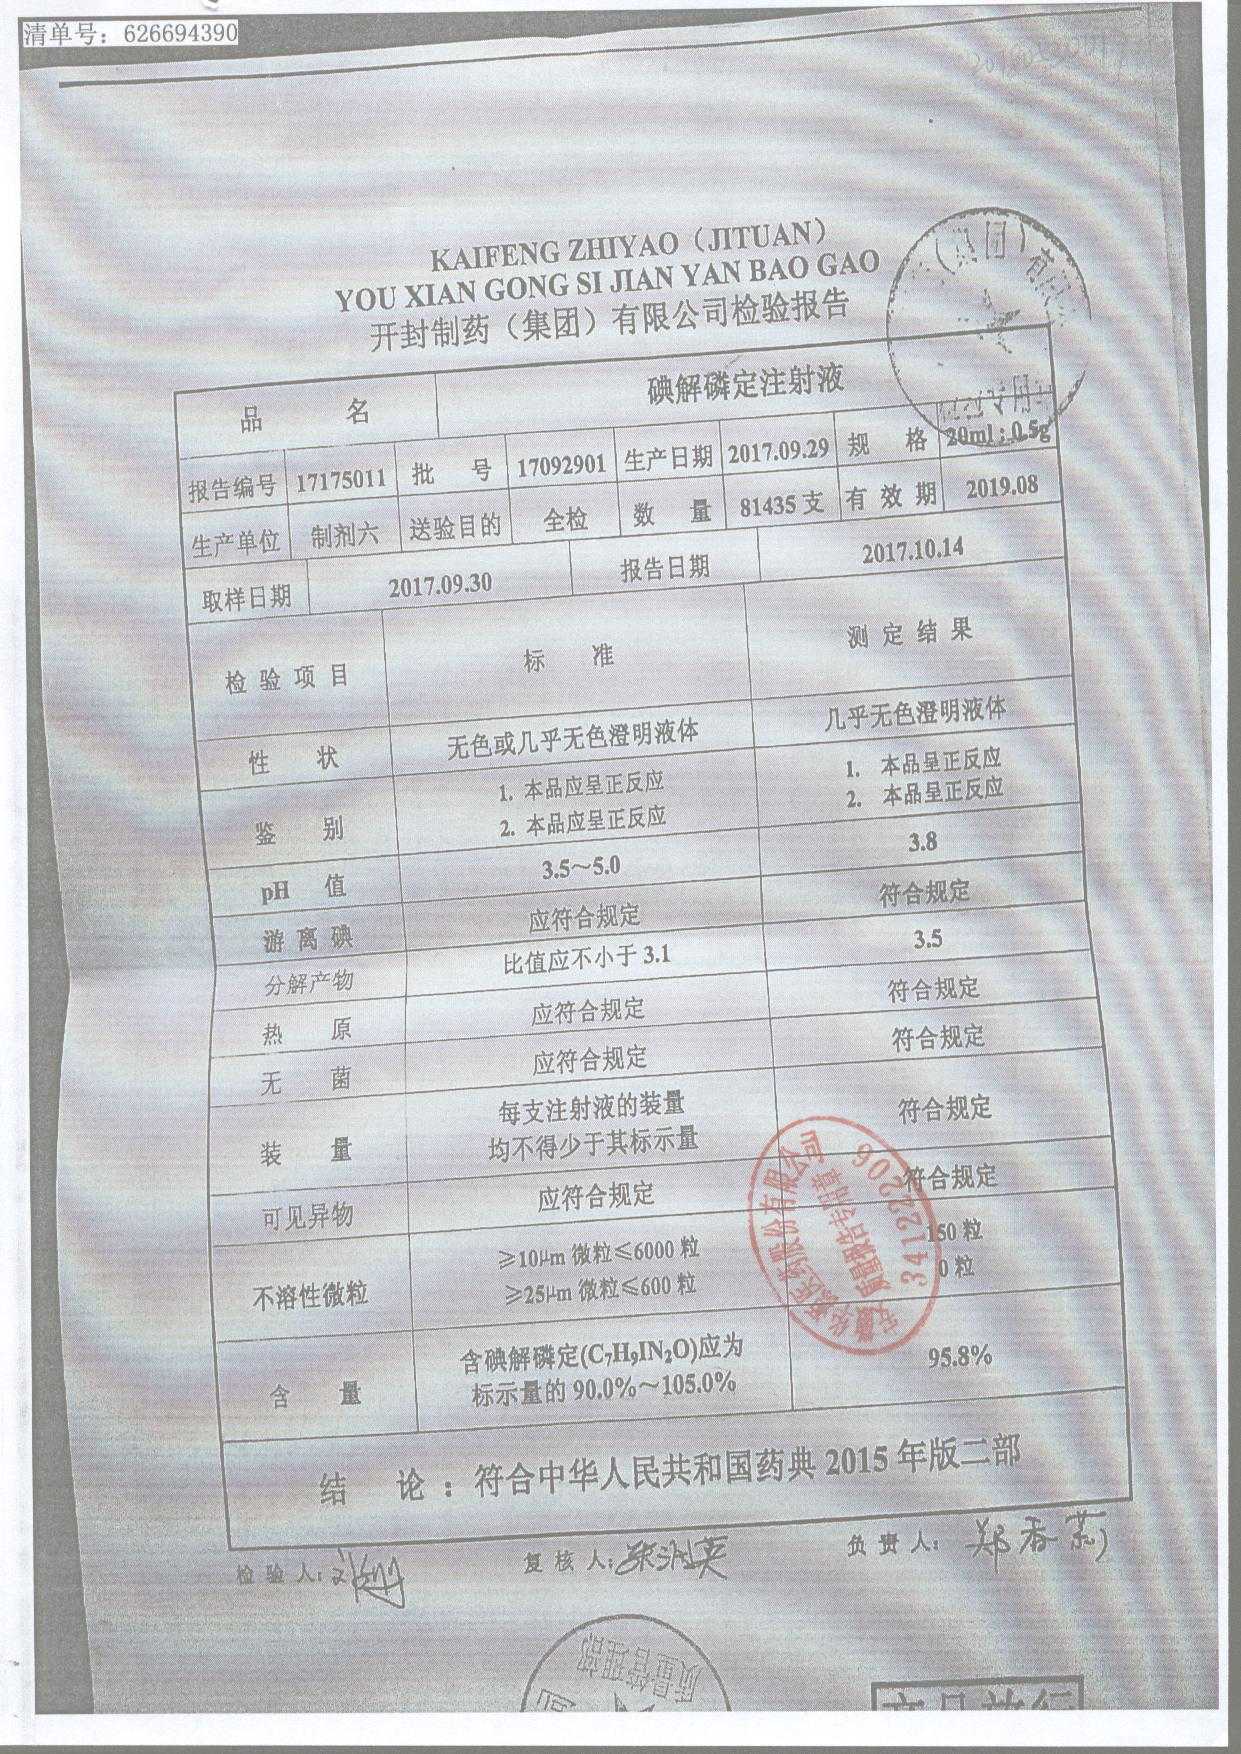 清单号：626694390
KAIFENG ZHIYAO（JITUAN）
YOU XIAN GONG SI JIAN YAN BAO GAO
开封制药（集团）有限公司检验报告
品 名 碘解磷定注射液
报告编号 17175011 批 号 17092901 生产日期 2017.09.29 规 格 20ml：0.5g
生产单位 制剂六 送验目的 全检 数 量 81435 支 有 效 期 2019.08
取样日期 2017.09.30 报告日期 2017.10.14
检 验 项 目 标 准 测 定 结 果
性 状 无色或几乎无色澄明液体 几乎无色澄明液体
鉴 别 1. 本品应呈正反应 1. 本品呈正反应
2. 本品应呈正反应 2. 本品呈正反应
pH 值 3.5～5.0 3.8
游 离 碘 应符合规定 符合规定
分解产物 比值应不小于 3.1 3.5
热 原 应符合规定 符合规定
无 菌 应符合规定 符合规定
装 量 每支注射液的装量 符合规定
均不得少于其标示量
可见异物 应符合规定 符合规定
不溶性微粒 ≥10μm 微粒≤6000 粒 150 粒
≥25μm 微粒≤600 粒 0 粒
含 量 含碘解磷定(C₇H₉IN₂O)应为 95.8%
标示量的 90.0%～105.0%
结 论：符合中华人民共和国药典 2015 年版二部
检 验 人： 复 核 人： 负 责 人：郑香莉
质量管理部